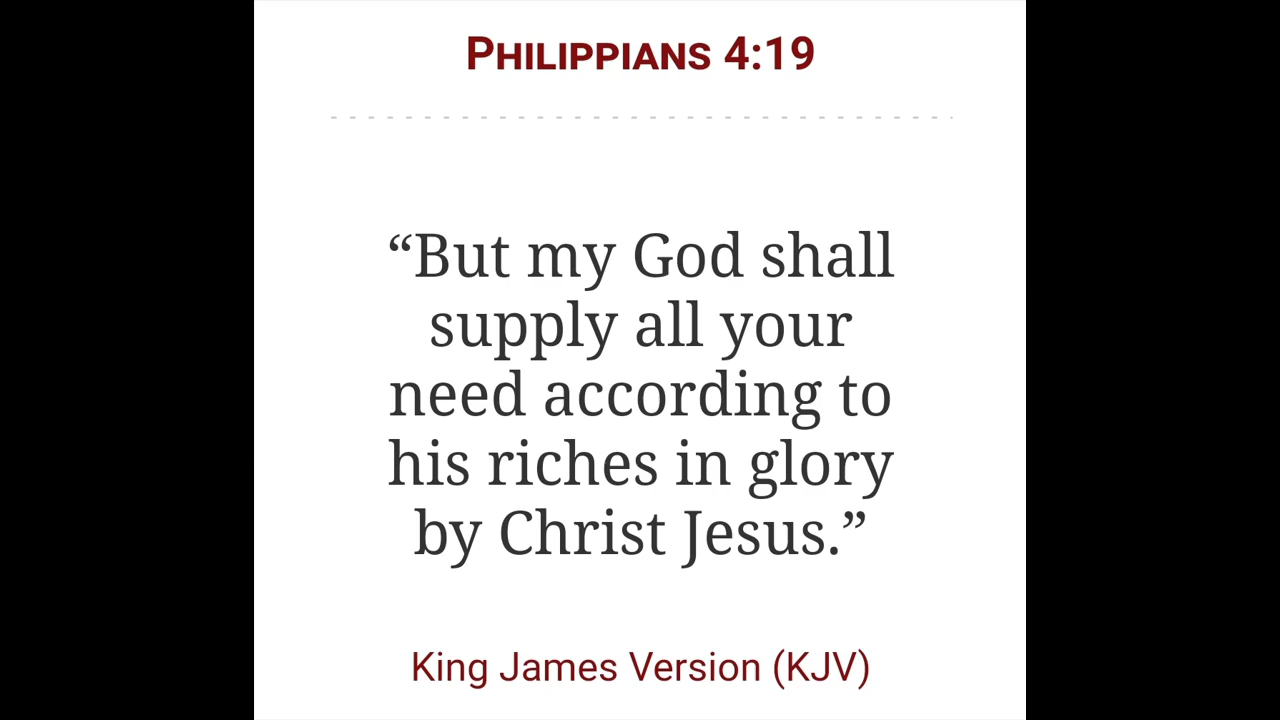 Philippians 4:19
“But my God shall
supply all your
need according to
his riches in glory
by Christ Jesus.”
King James Version (KJV)